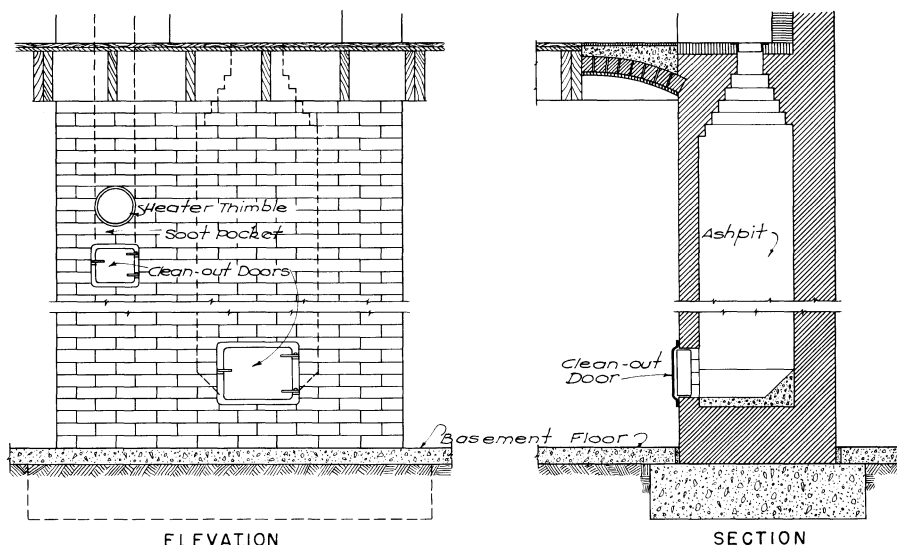 Heater Thimble
Soot Pocket
Clean-out Doors
Ashpit
Clean-out
Door
Basement Floor
ELEVATION
SECTION